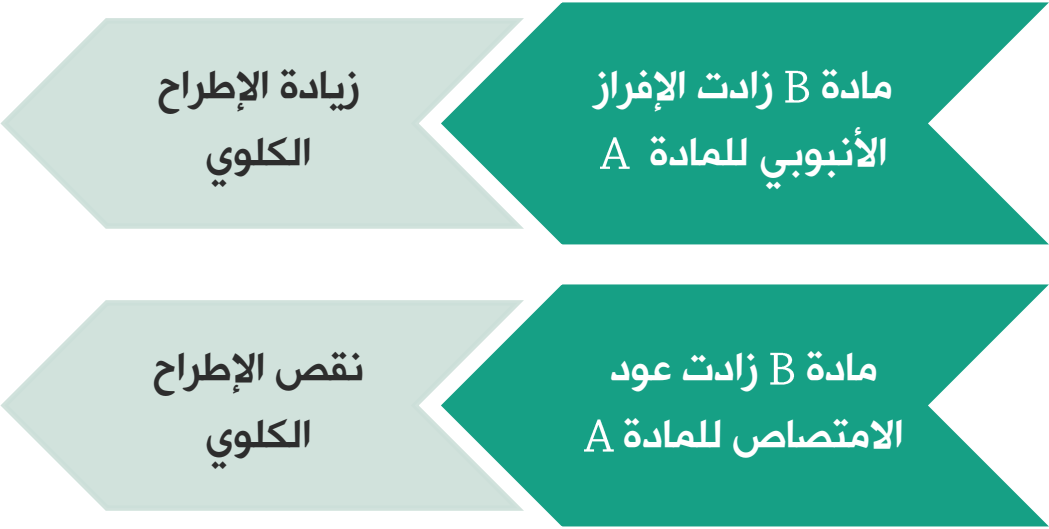 مادة B زادت الإفراز
الأنبوبي للمادة A
زيادة الإطراح
الكلوي
مادة B زادت عود
الامتصاص للمادة A
نقص الإطراح
الكلوي